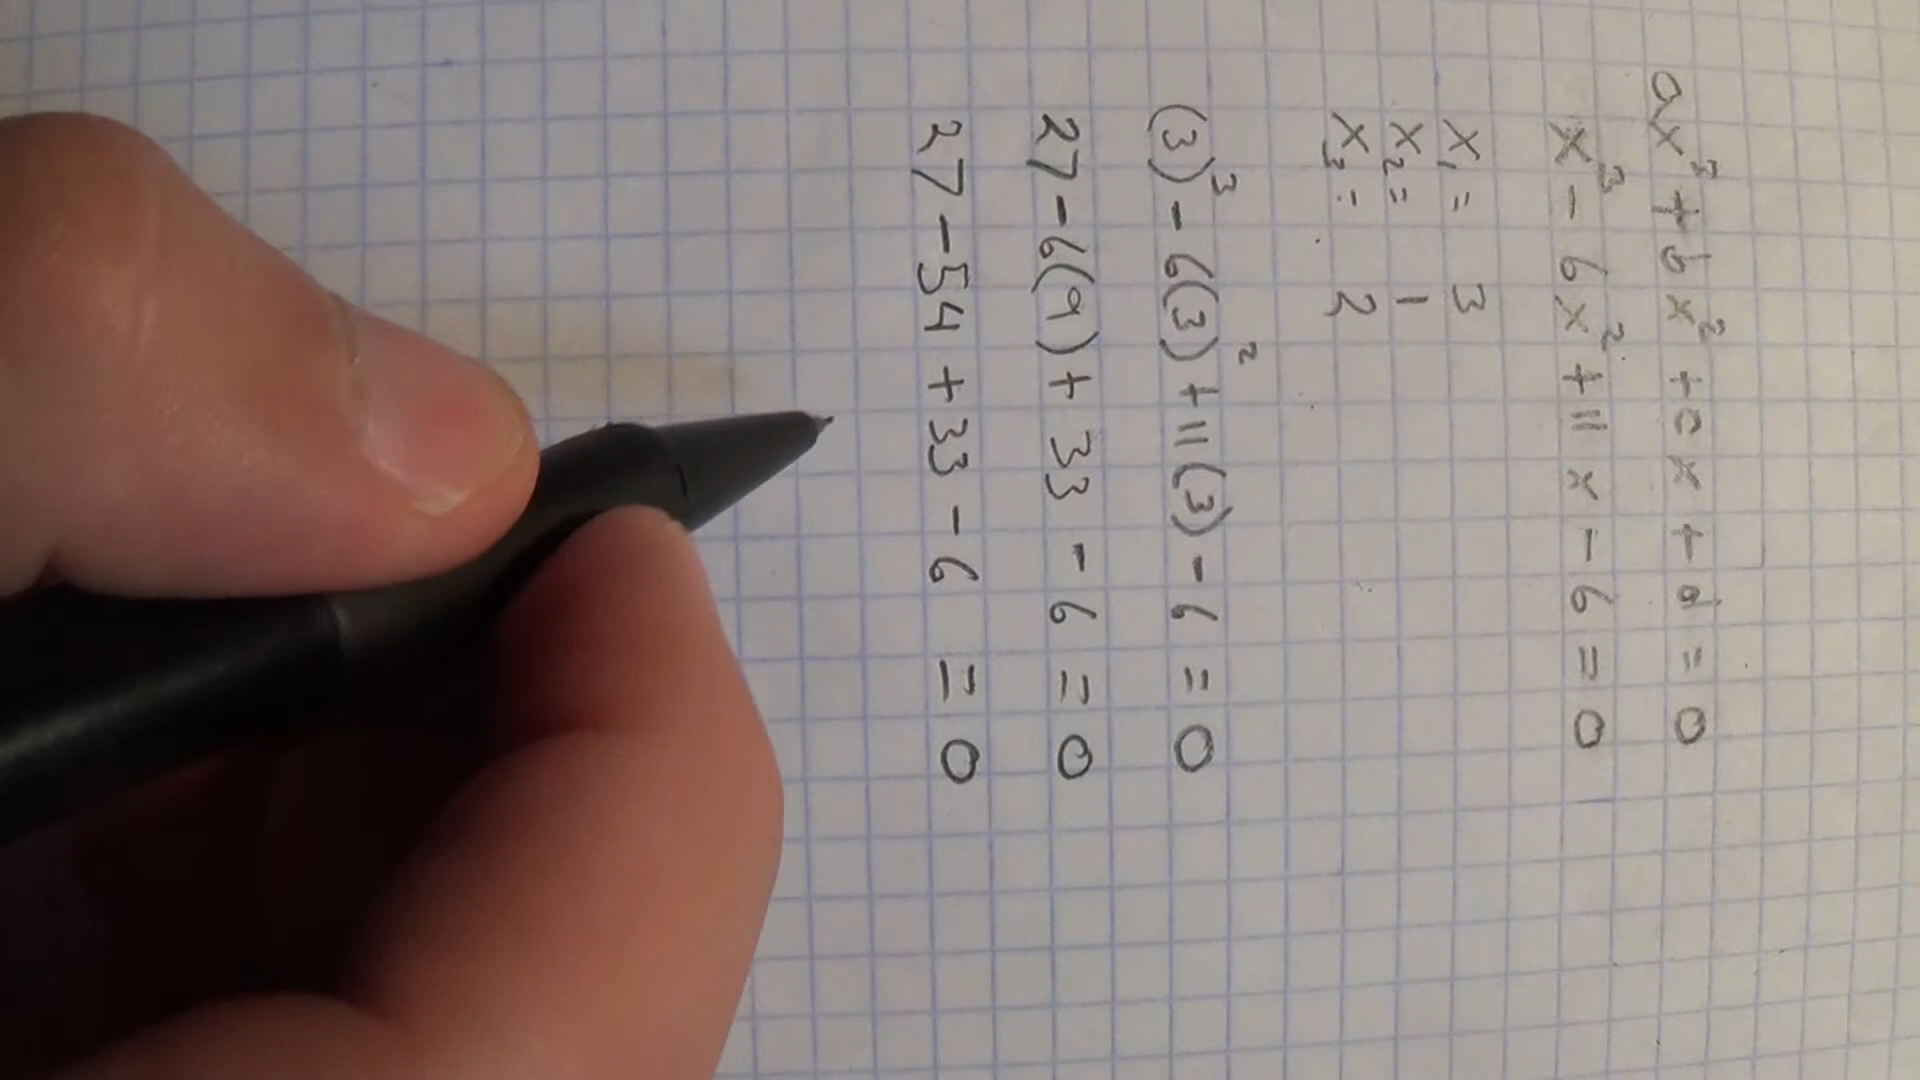 ax³ + bx² + cx + d = 0
x³ - 6x² + 11x - 6 = 0
x₁ = 3
x₂ = 1
x₃ = 2
(3)³ - 6(3)² + 11(3) - 6 = 0
27 - 6(9) + 33 - 6 = 0
27 - 54 + 33 - 6 = 0